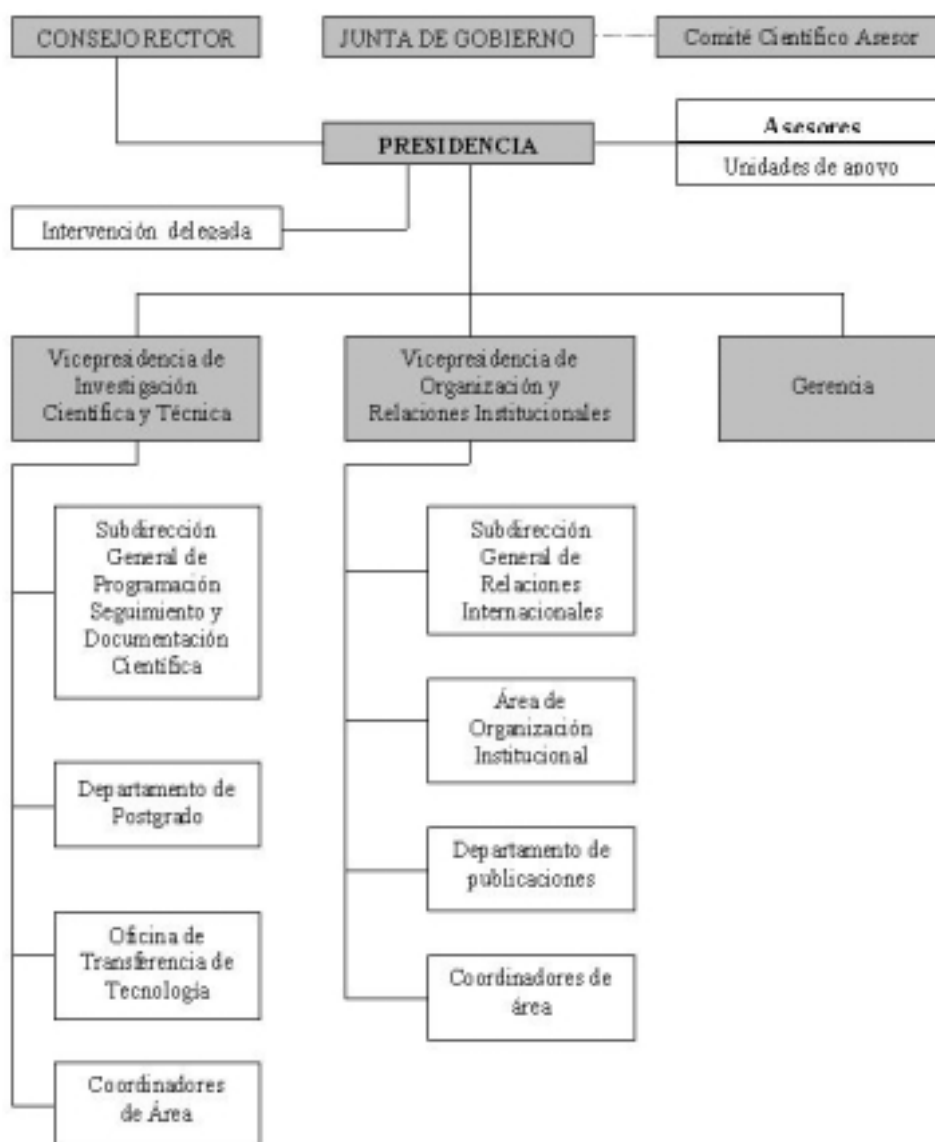 CONSEJO RECTOR
JUNTA DE GOBIERNO
Comité Científico Asesor
PRESIDENCIA
Asesores
Unidades de apoyo
Intervención delegada
Vicepresidencia de
Investigación
Científica y Técnica
Vicepresidencia de
Organización y
Relaciones Institucionales
Gerencia
Subdirección
General de
Programación
Seguimiento y
Documentación
Científica
Departamento de
Postgrado
Oficina de
Transferencia de
Tecnología
Coordinadores
de Área
Subdirección
General de
Relaciones
Internacionales
Área de
Organización
Institucional
Departamento de
publicaciones
Coordinadores de
área